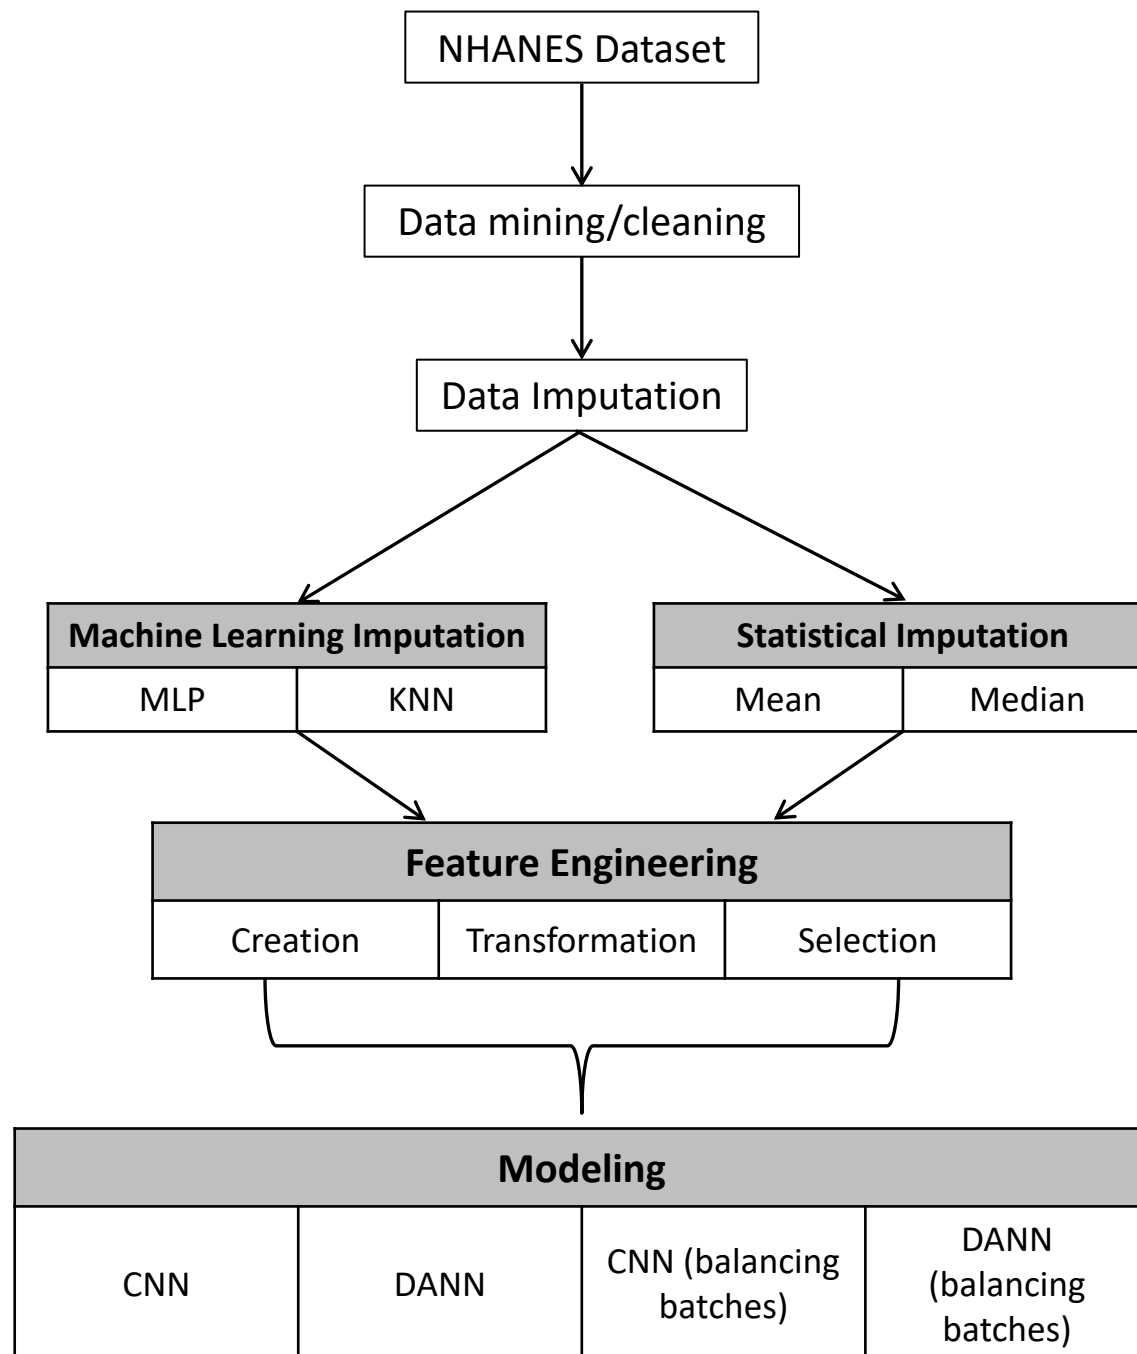 NHANES Dataset
Data mining/cleaning
Data Imputation
Machine Learning Imputation
MLP
KNN
Statistical Imputation
Mean
Median
Feature Engineering
Creation
Transformation
Selection
Modeling
CNN
DANN
CNN (balancing
batches)
DANN
(balancing
batches)